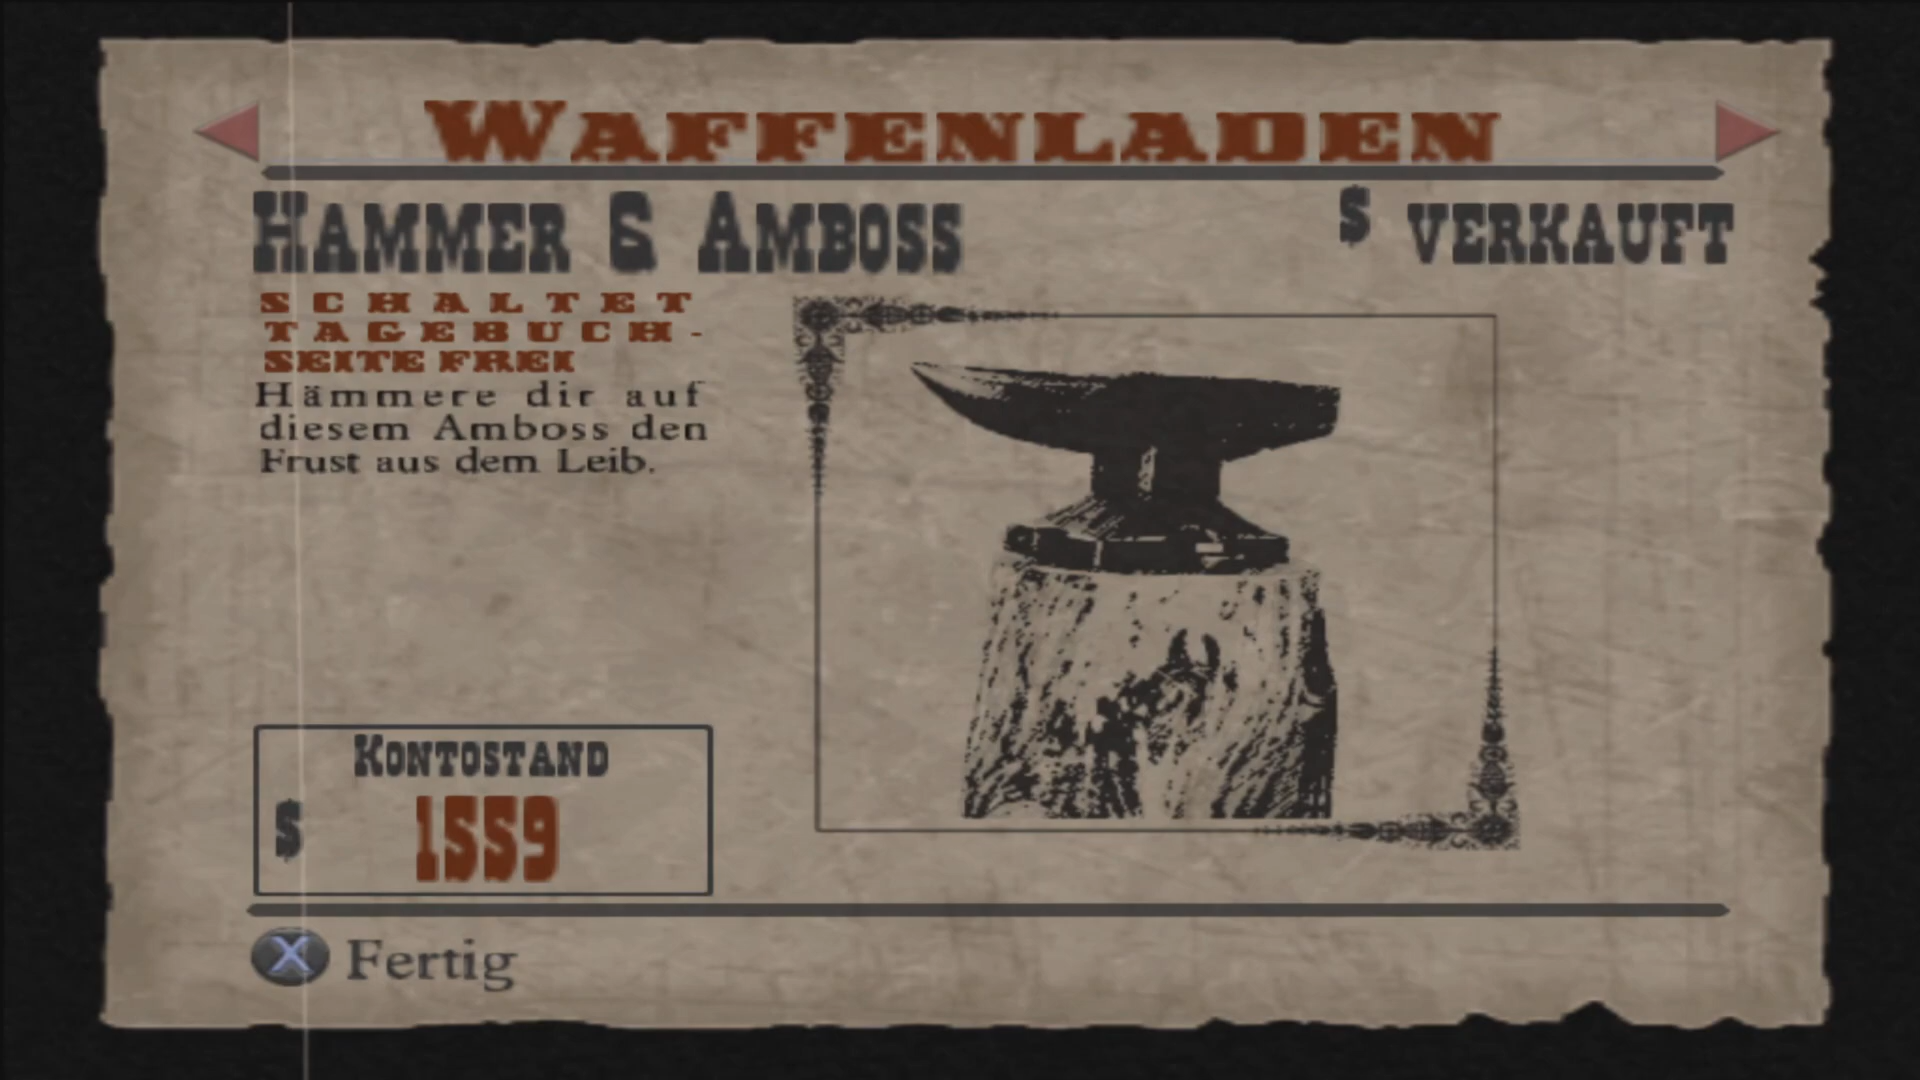 WAFFENLADEN
HAMMER & AMBOSS
$ VERKAUFT
SCHALTET
TAGEBUCH-
SEITE FREI
Hämmere dir auf
diesem Amboss den
Frust aus dem Leib.
KONTOSTAND
$ 1559
X Fertig